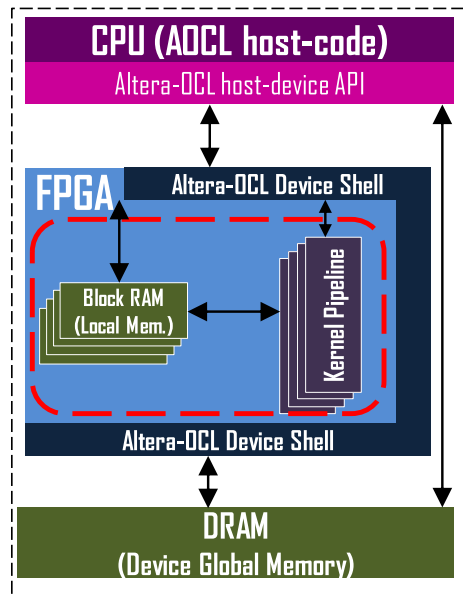 CPU (AOCL host-code)
Altera-OCL host-device API
FPGA
Altera-OCL Device Shell
Block RAM
(Local Mem.)
Kernel Pipeline
Altera-OCL Device Shell
DRAM
(Device Global Memory)